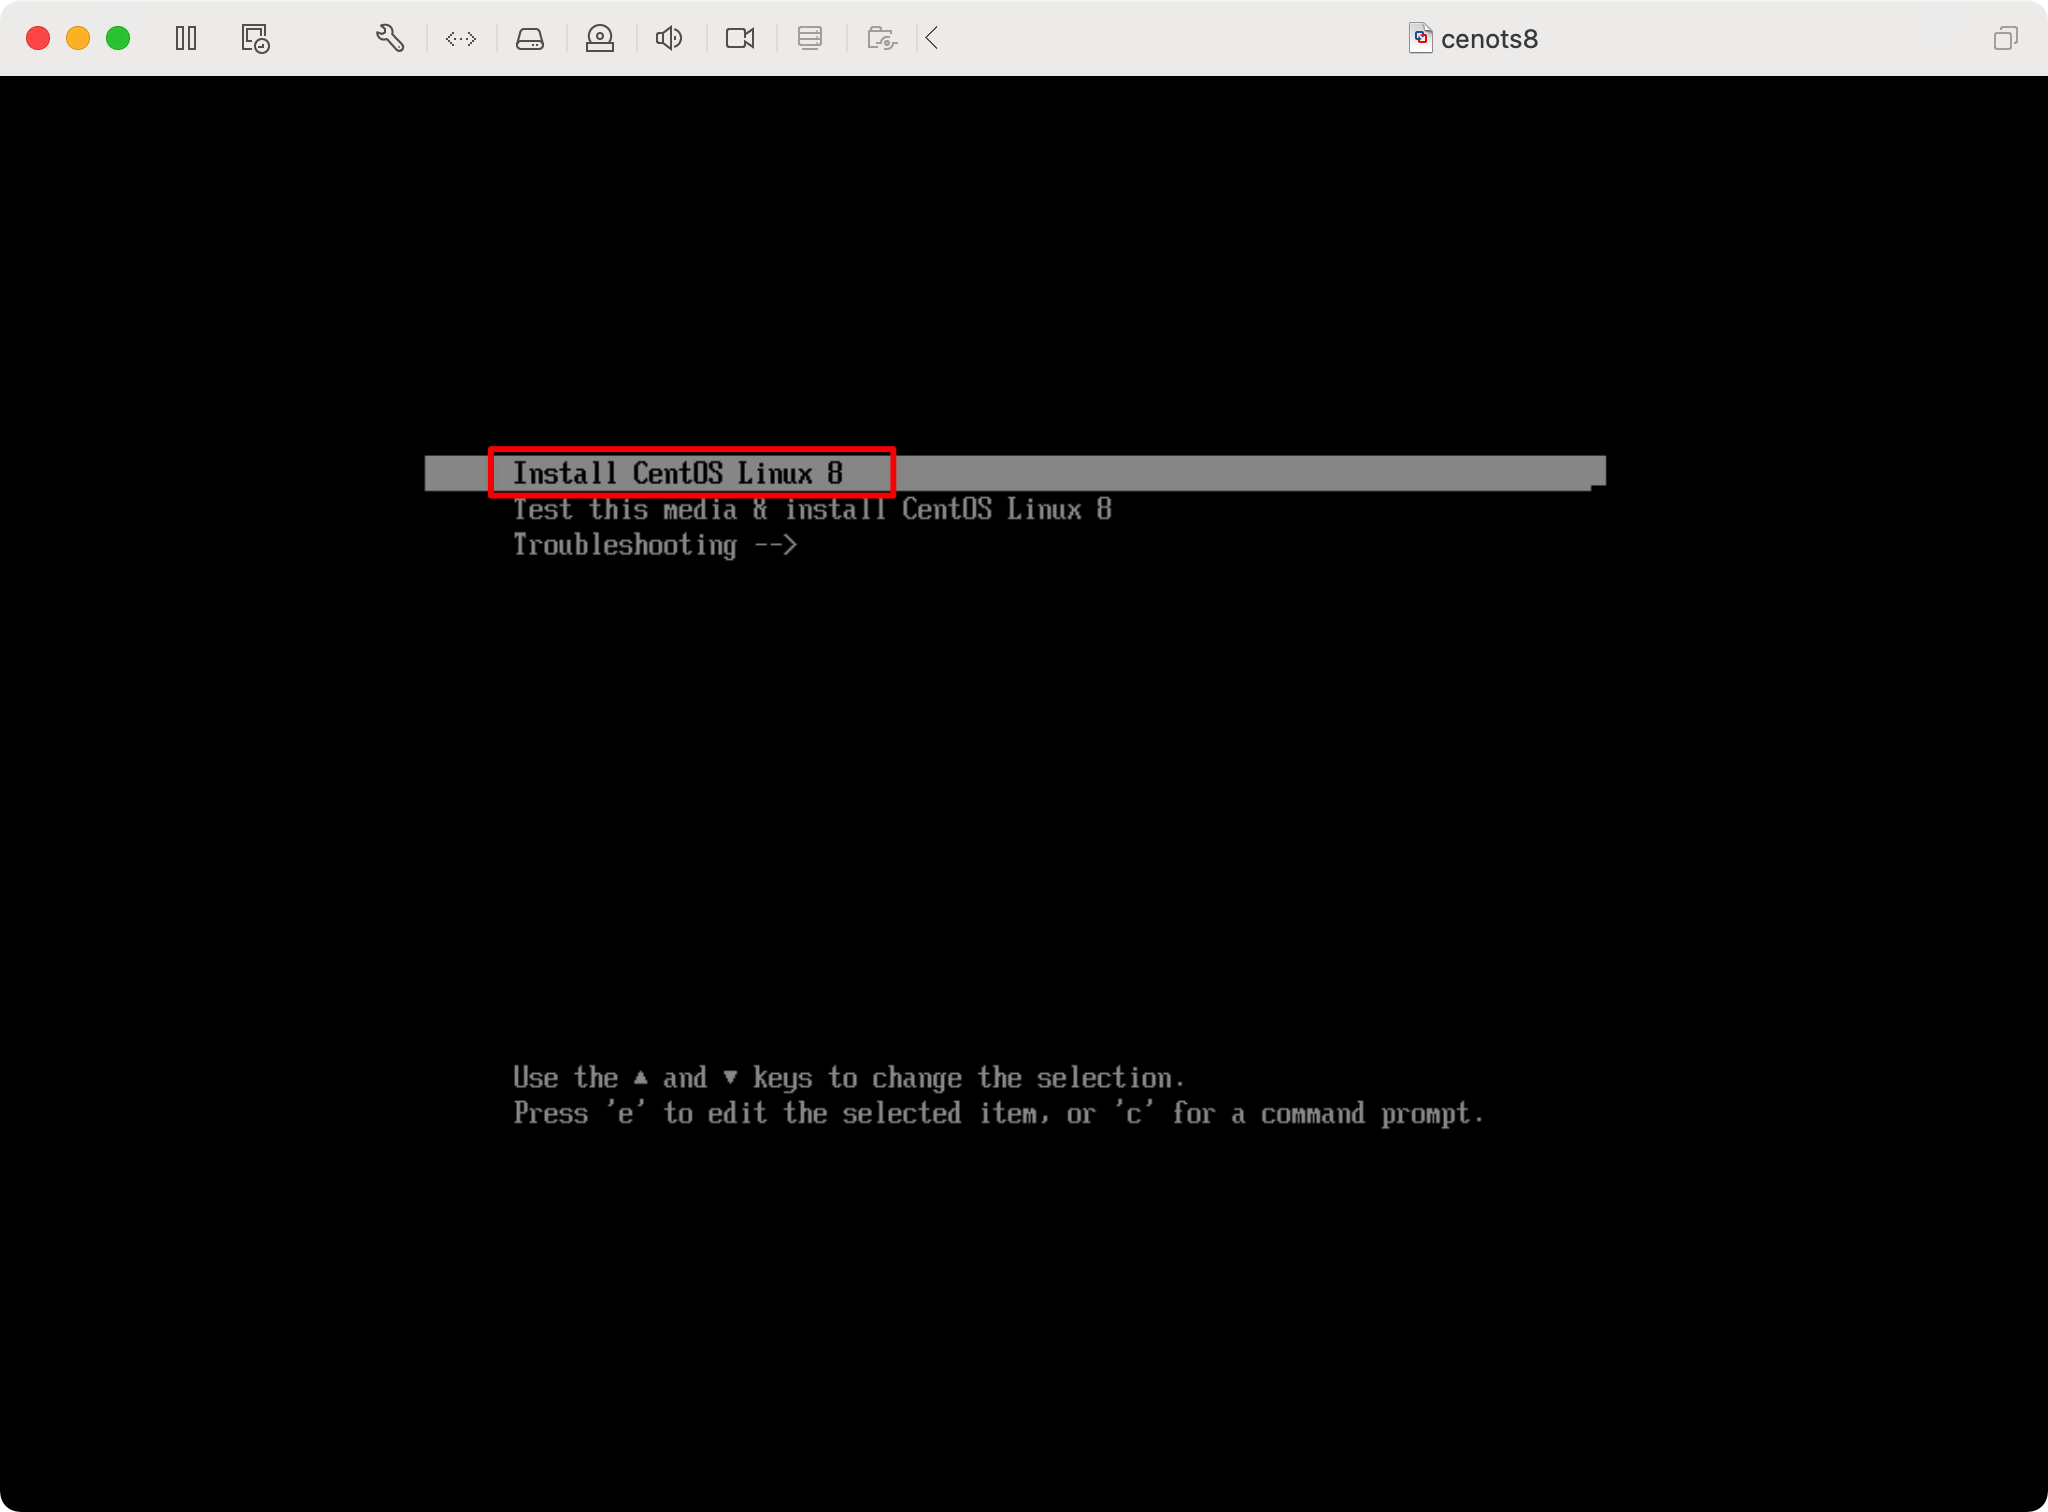 cenots8
Install CentOS Linux 8
Test this media & install CentOS Linux 8
Troubleshooting -->
Use the ▲ and ▼ keys to change the selection.
Press 'e' to edit the selected item, or 'c' for a command prompt.